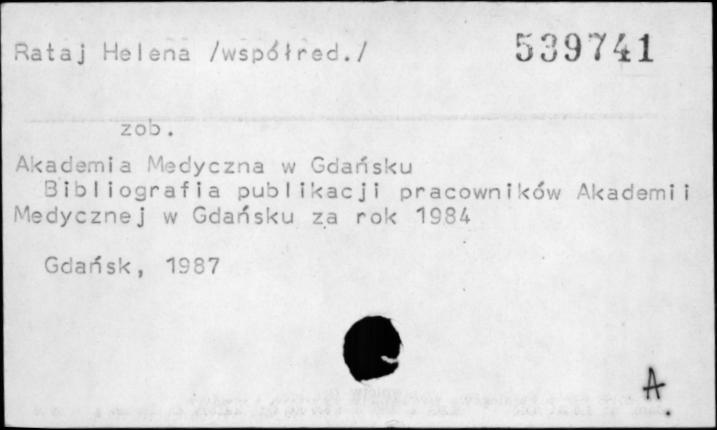 Rataj Helena /współred./ 539741
zob.
Akademia Medyczna w Gdańsku
Bibliografia publikacji pracowników Akademii
Medycznej w Gdańsku za rok 1984
Gdańsk, 1987
A.